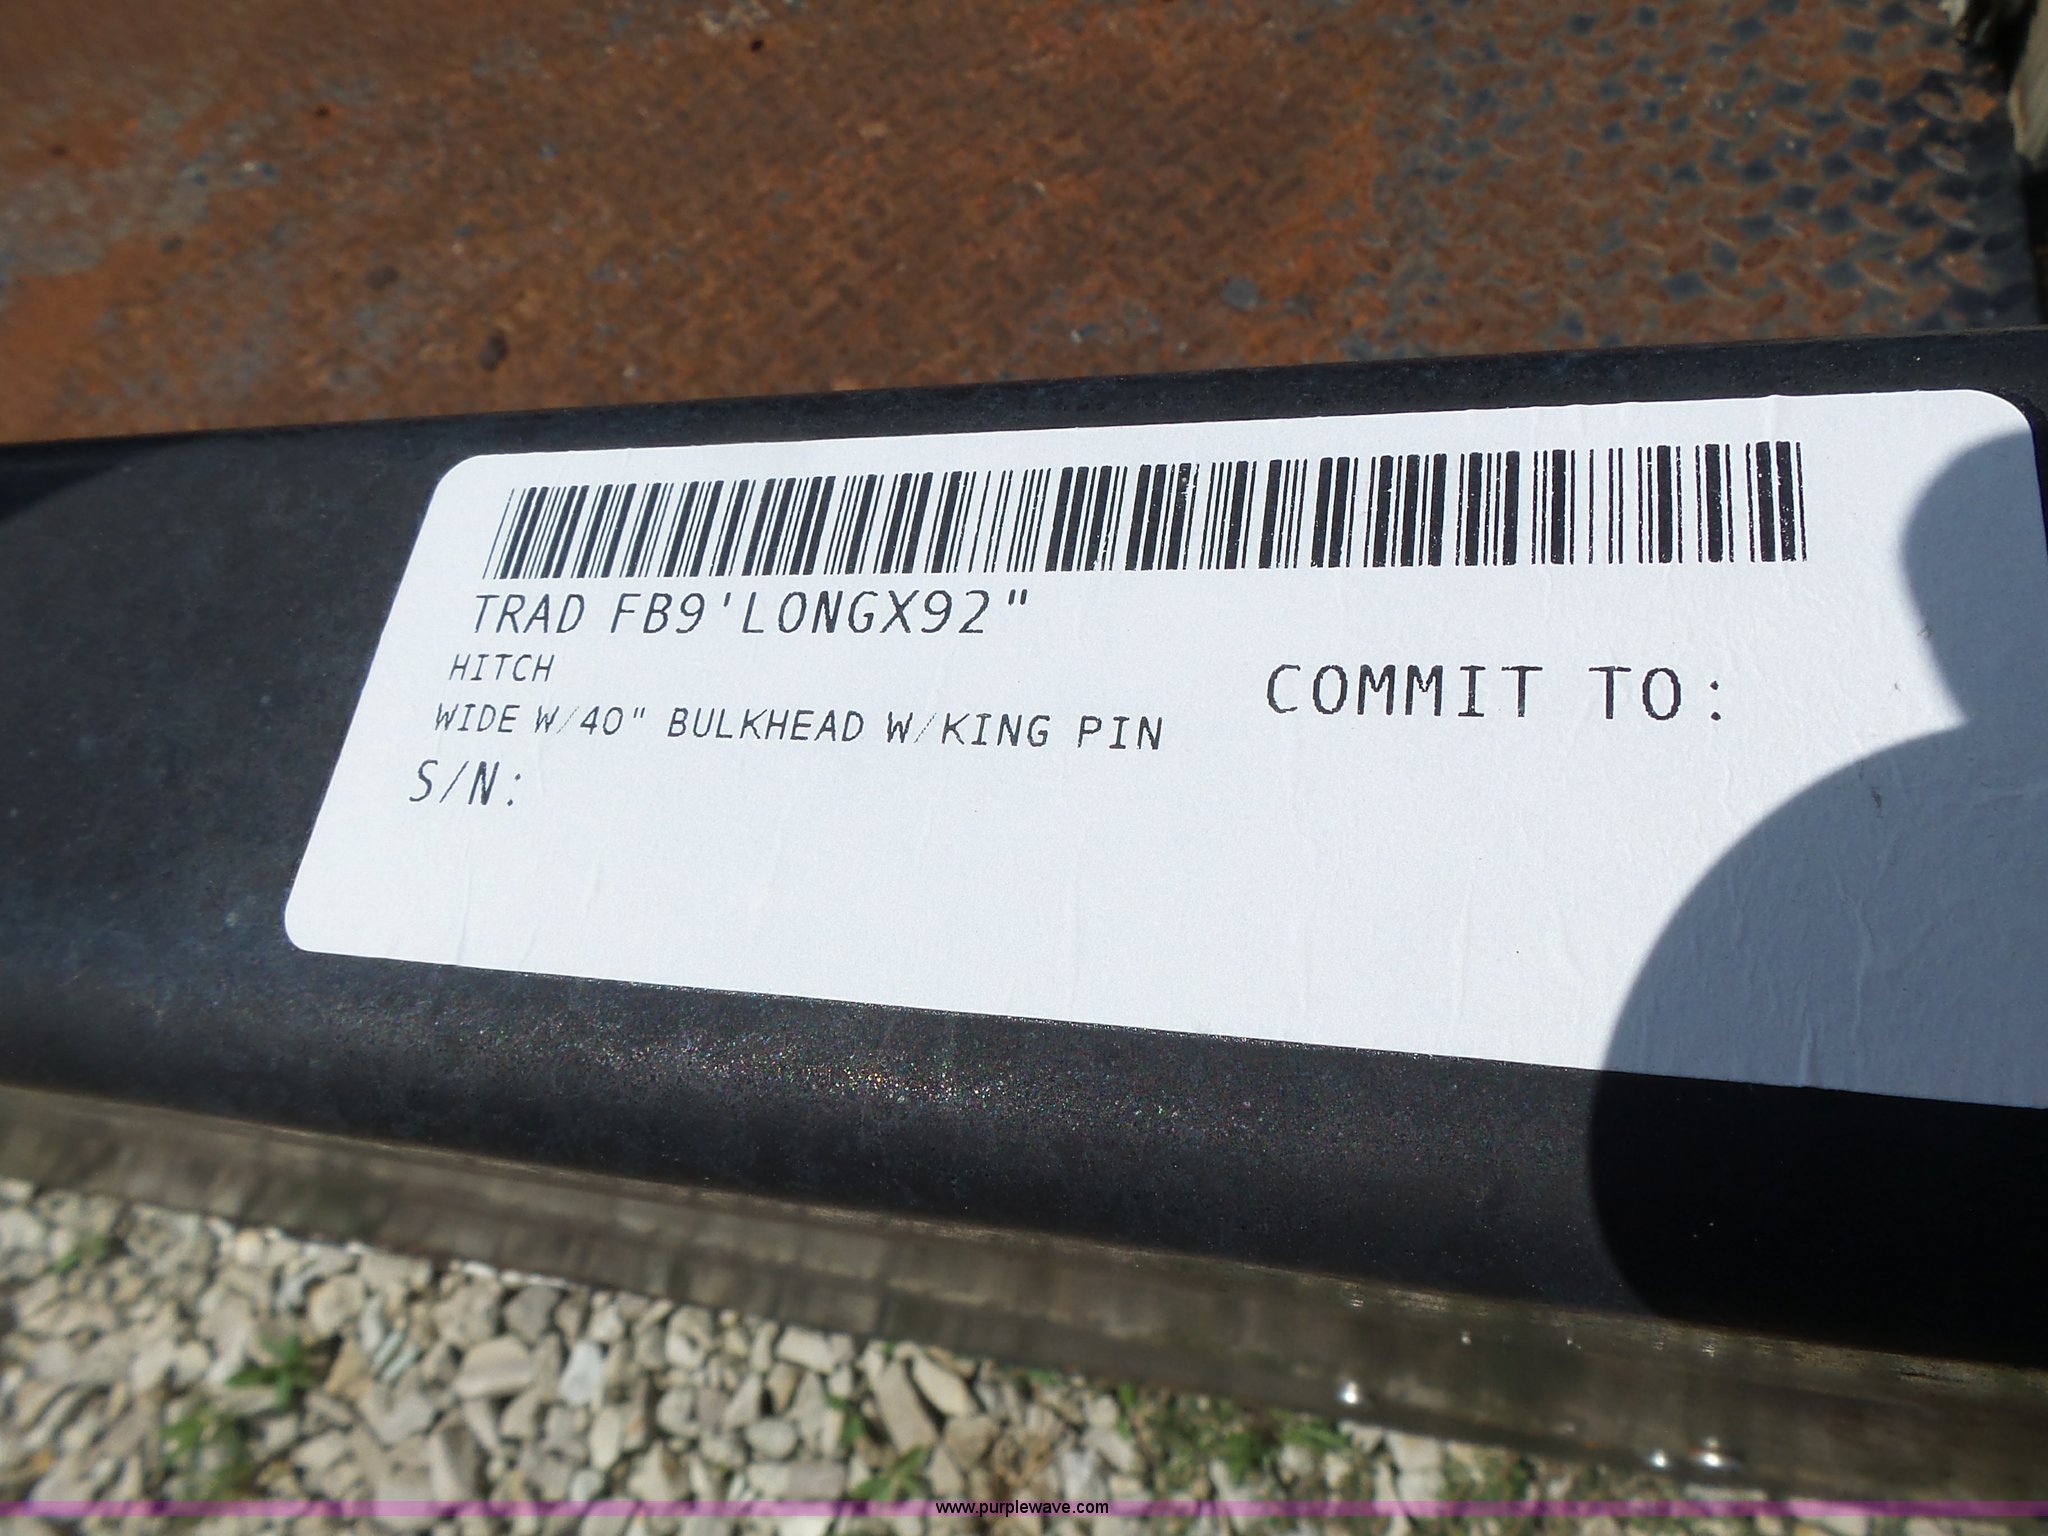 TRAD FB9'LONGX92"
HITCH
WIDE W/40" BULKHEAD W/KING PIN
S/N:
COMMIT TO:
www.purplewave.com